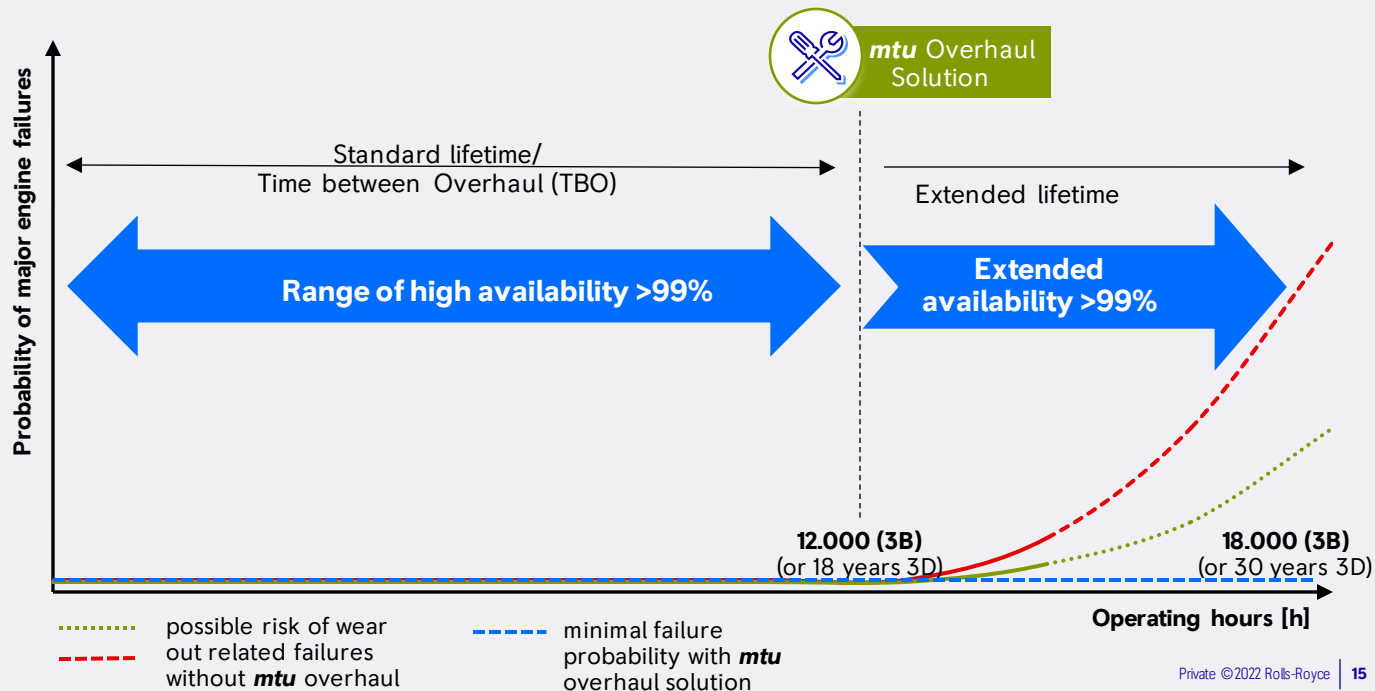 mtu Overhaul
Solution
Probability of major engine failures
Standard lifetime/
Time between Overhaul (TBO)
Extended lifetime
Range of high availability >99%
Extended
availability >99%
12.000 (3B)
(or 18 years 3D)
18.000 (3B)
(or 30 years 3D)
Operating hours [h]
possible risk of wear
out related failures
without mtu overhaul
minimal failure
probability with mtu
overhaul solution
Private ©2022 Rolls-Royce | 15